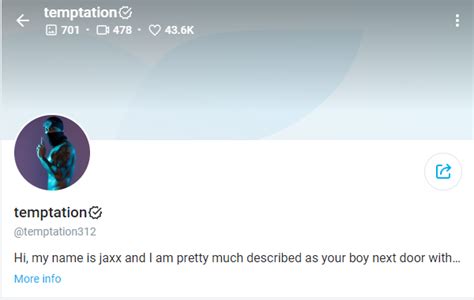 temptation
701 • 478 • 43.6K
temptation
@temptation312
Hi, my name is jaxx and I am pretty much described as your boy next door with...
More info